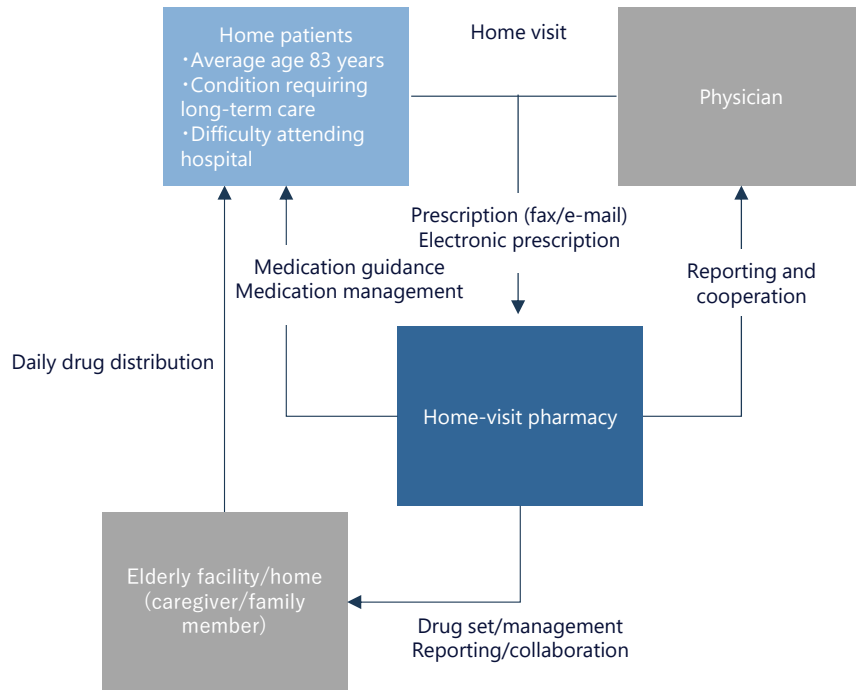 Home patients
・Average age 83 years
・Condition requiring
long-term care
・Difficulty attending
hospital
Home visit
Physician
Prescription (fax/e-mail)
Electronic prescription
Medication guidance
Medication management
Reporting and
cooperation
Daily drug distribution
Home-visit pharmacy
Elderly facility/home
(caregiver/family
member)
Drug set/management
Reporting/collaboration